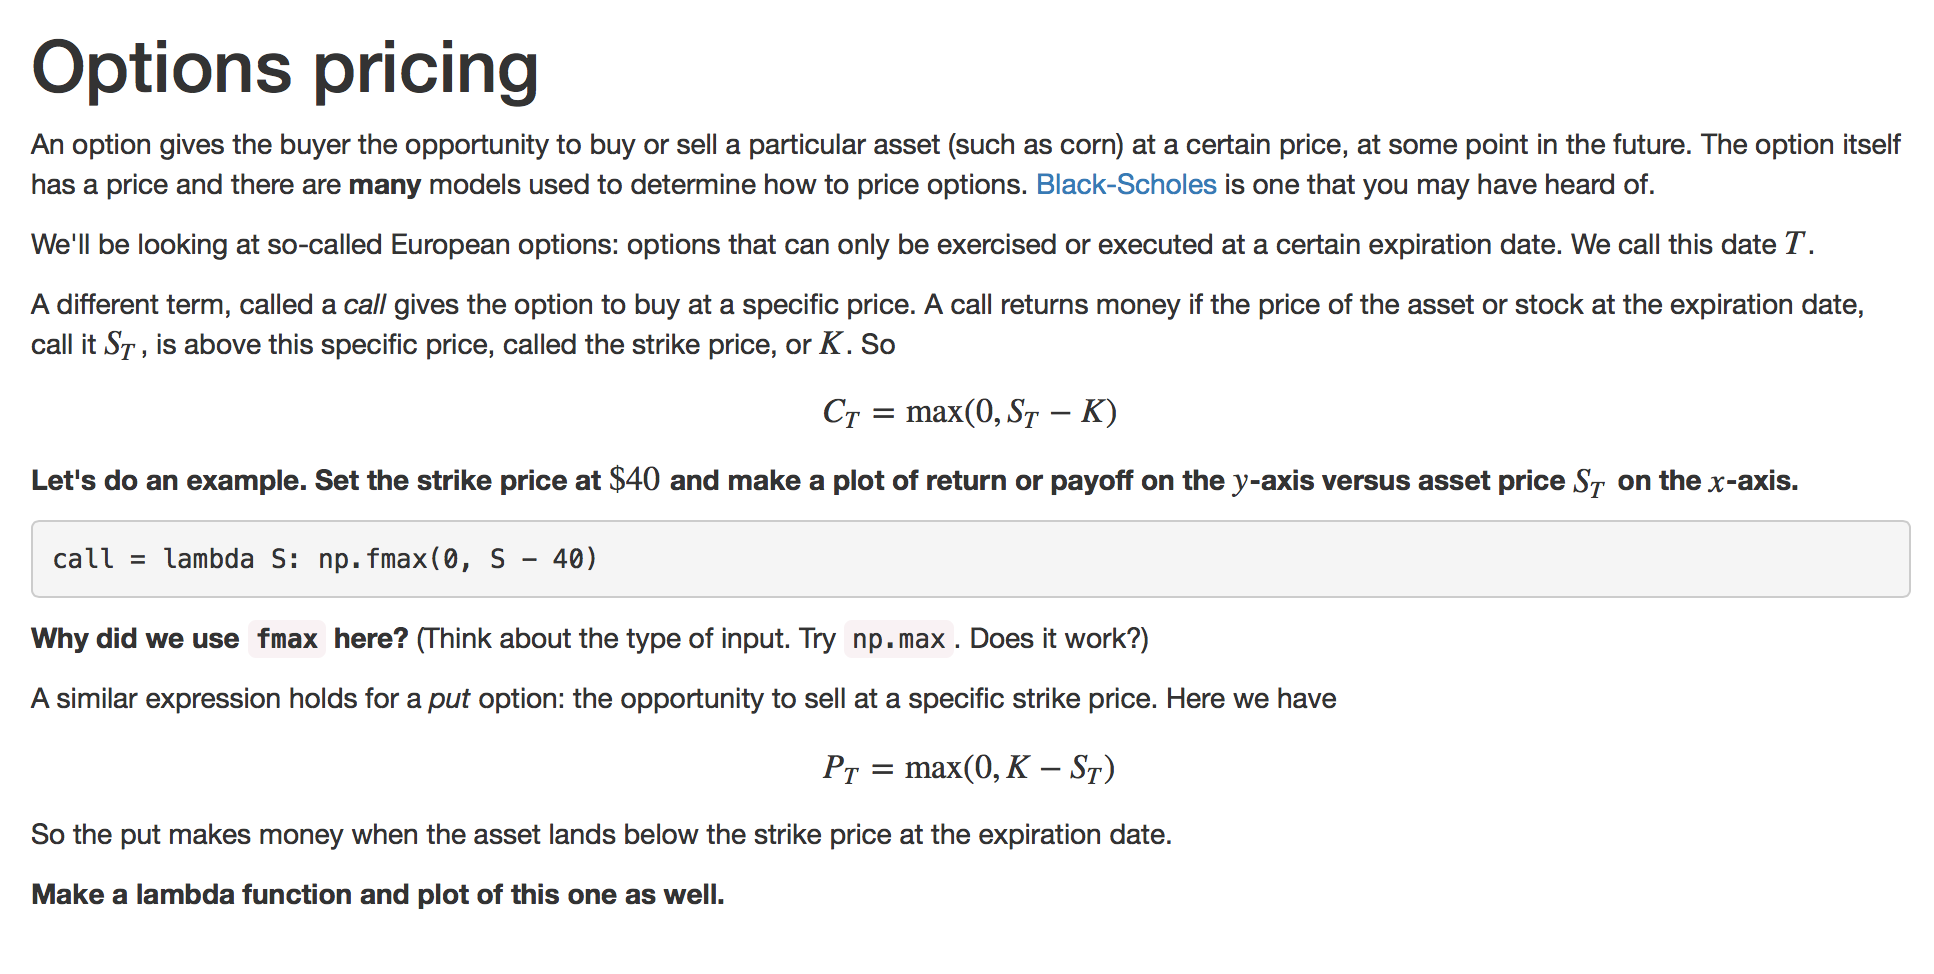 Options pricing
An option gives the buyer the opportunity to buy or sell a particular asset (such as corn) at a certain price, at some point in the future. The option itself
has a price and there are many models used to determine how to price options. Black-Scholes is one that you may have heard of.
We'll be looking at so-called European options: options that can only be exercised or executed at a certain expiration date. We call this date T.
A different term, called a call gives the option to buy at a specific price. A call returns money if the price of the asset or stock at the expiration date,
call it S_T, is above this specific price, called the strike price, or K. So
C_T = max(0, S_T − K)
Let's do an example. Set the strike price at $40 and make a plot of return or payoff on the y-axis versus asset price S_T on the x-axis.
call = lambda S: np.fmax(0, S - 40)
Why did we use fmax here? (Think about the type of input. Try np.max. Does it work?)
A similar expression holds for a put option: the opportunity to sell at a specific strike price. Here we have
P_T = max(0, K − S_T)
So the put makes money when the asset lands below the strike price at the expiration date.
Make a lambda function and plot of this one as well.